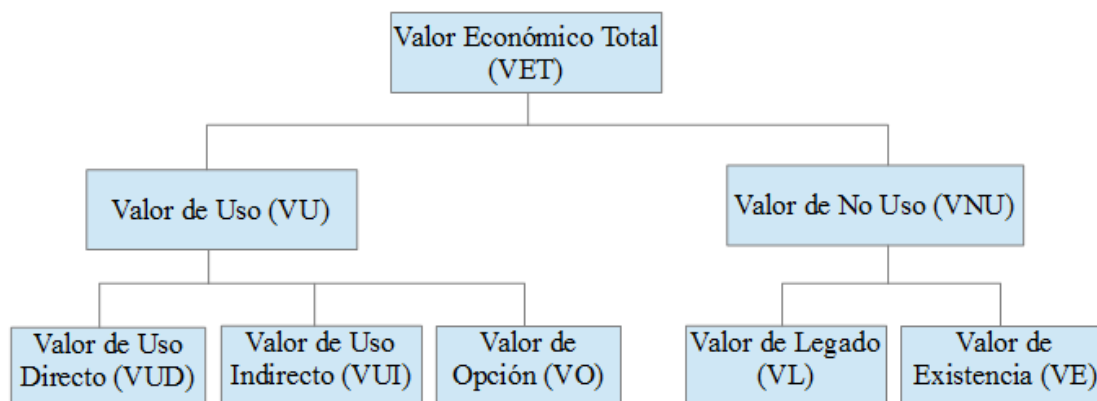 Valor Económico Total
(VET)
Valor de Uso (VU)
Valor de No Uso (VNU)
Valor de Uso
Directo (VUD)
Valor de Uso
Indirecto (VUI)
Valor de
Opción (VO)
Valor de Legado
(VL)
Valor de
Existencia (VE)